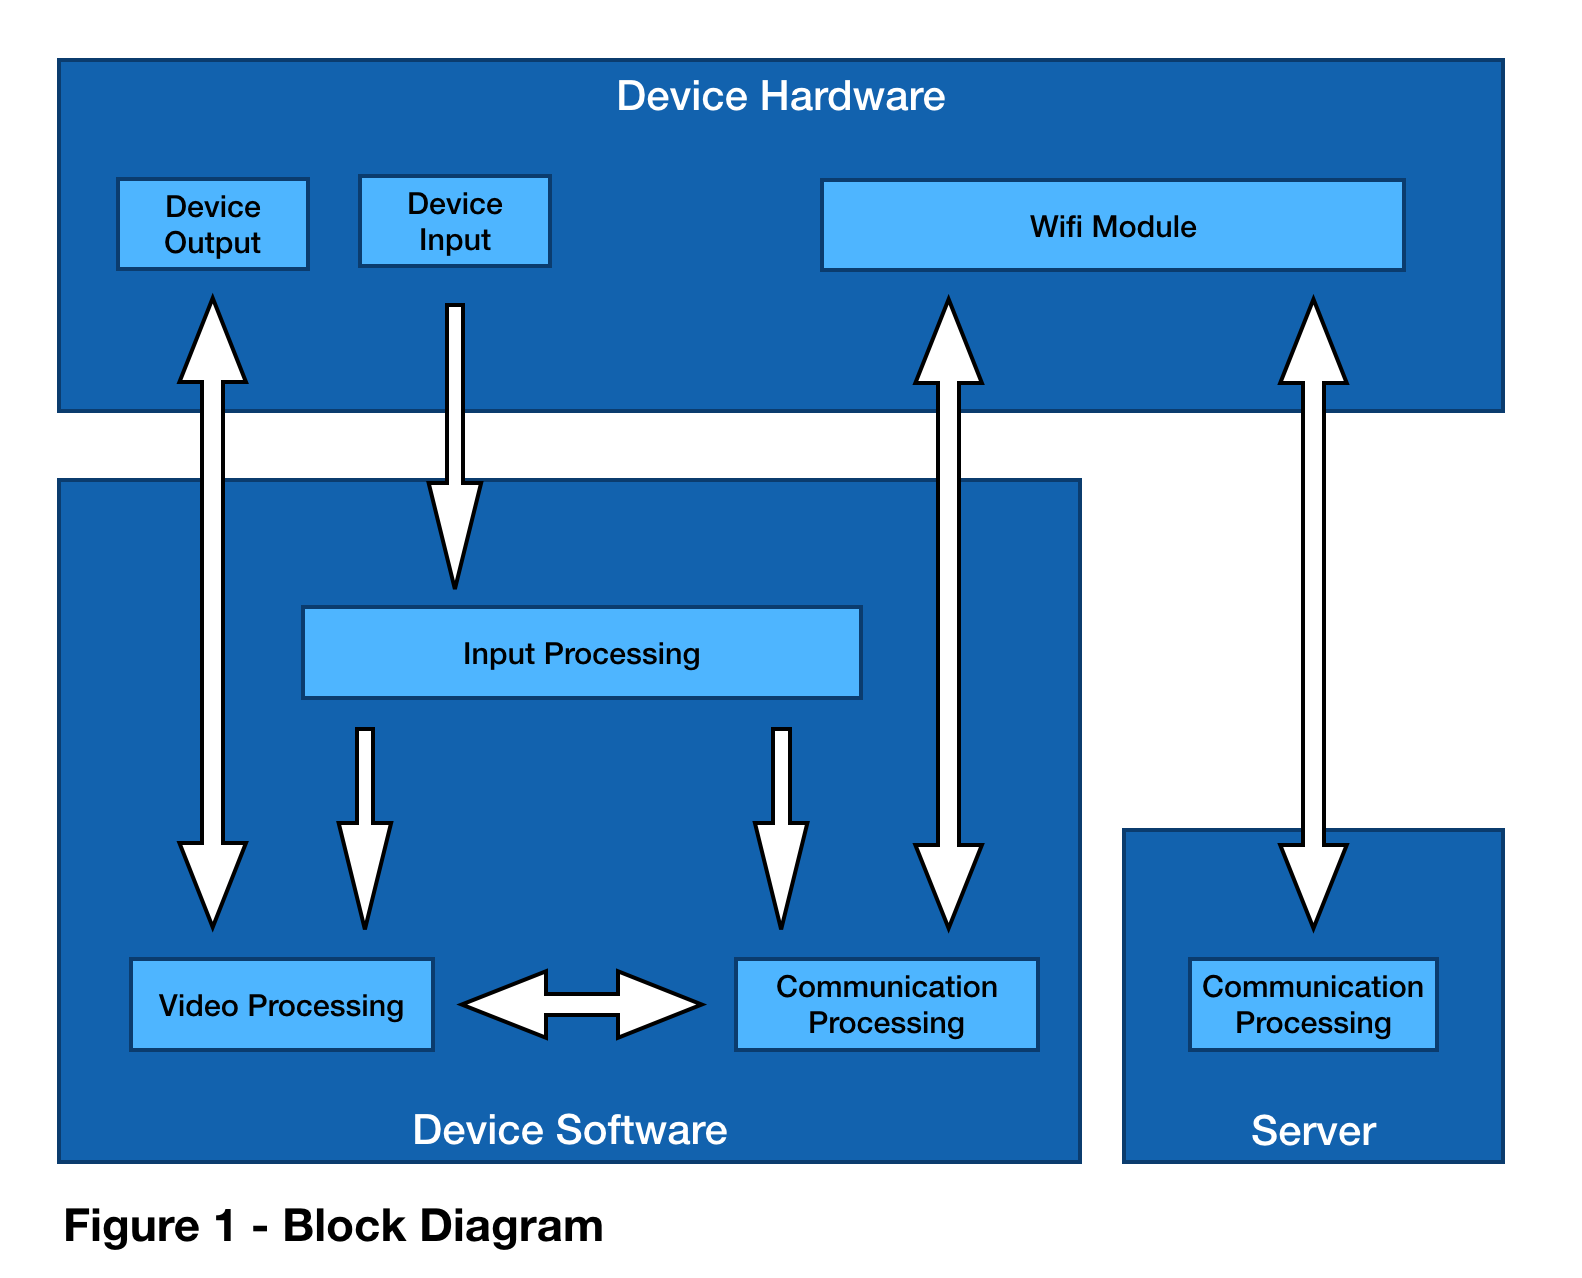 Device Hardware
Device
Output
Device
Input
Wifi Module
Input Processing
Video Processing
Communication
Processing
Communication
Processing
Device Software
Server
Figure 1 - Block Diagram